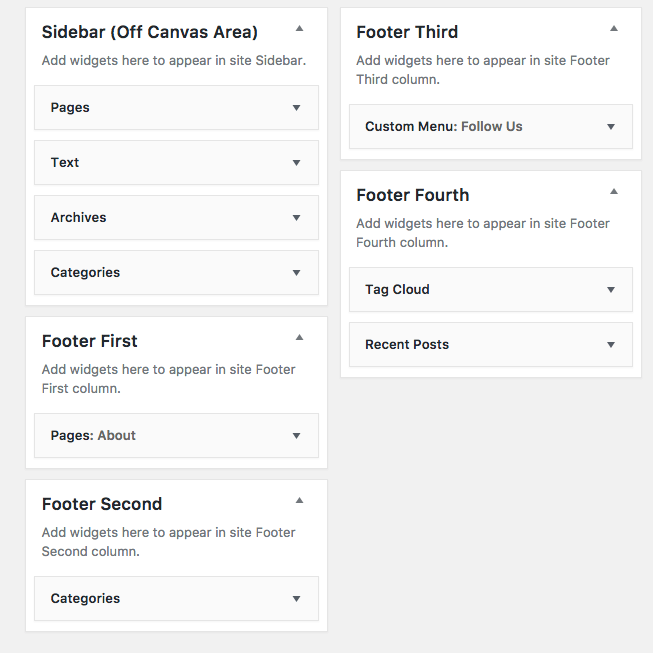 Sidebar (Off Canvas Area)
Add widgets here to appear in site Sidebar.
Pages
Text
Archives
Categories
Footer First
Add widgets here to appear in site Footer
First column.
Pages: About
Footer Second
Add widgets here to appear in site Footer
Second column.
Categories
Footer Third
Add widgets here to appear in site Footer
Third column.
Custom Menu: Follow Us
Footer Fourth
Add widgets here to appear in site Footer
Fourth column.
Tag Cloud
Recent Posts